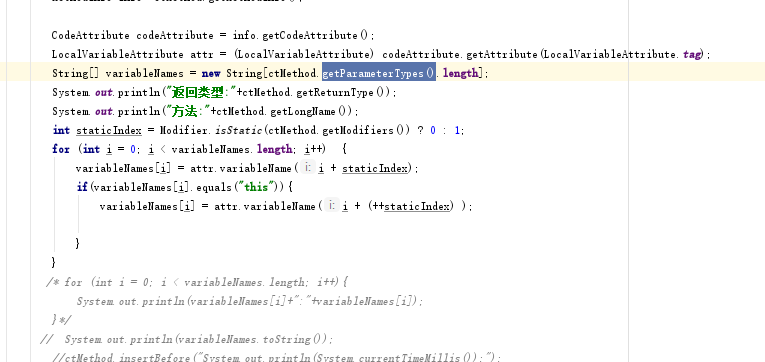 CodeAttribute codeAttribute = info.getCodeAttribute();
LocalVariableAttribute attr = (LocalVariableAttribute) codeAttribute.getAttribute(LocalVariableAttribute.tag);
String[] variableNames = new String[ctMethod.getParameterTypes().length];
System.out.println("返回类型:"+ctMethod.getReturnType());
System.out.println("方法:"+ctMethod.getLongName());
int staticIndex = Modifier.isStatic(ctMethod.getModifiers()) ? 0 : 1;
for (int i = 0; i < variableNames.length; i++) {
variableNames[i] = attr.variableName( i: i + staticIndex);
if(variableNames[i].equals("this")){
variableNames[i] = attr.variableName( i: i + (++staticIndex) );
}
}
/* for (int i = 0; i < variableNames.length; i++){
System.out.println(variableNames[i]+":"+variableNames[i]);
}*/
// System.out.println(variableNames.toString());
//ctMethod.insertBefore("System.out.println(System.currentTimeMillis());");